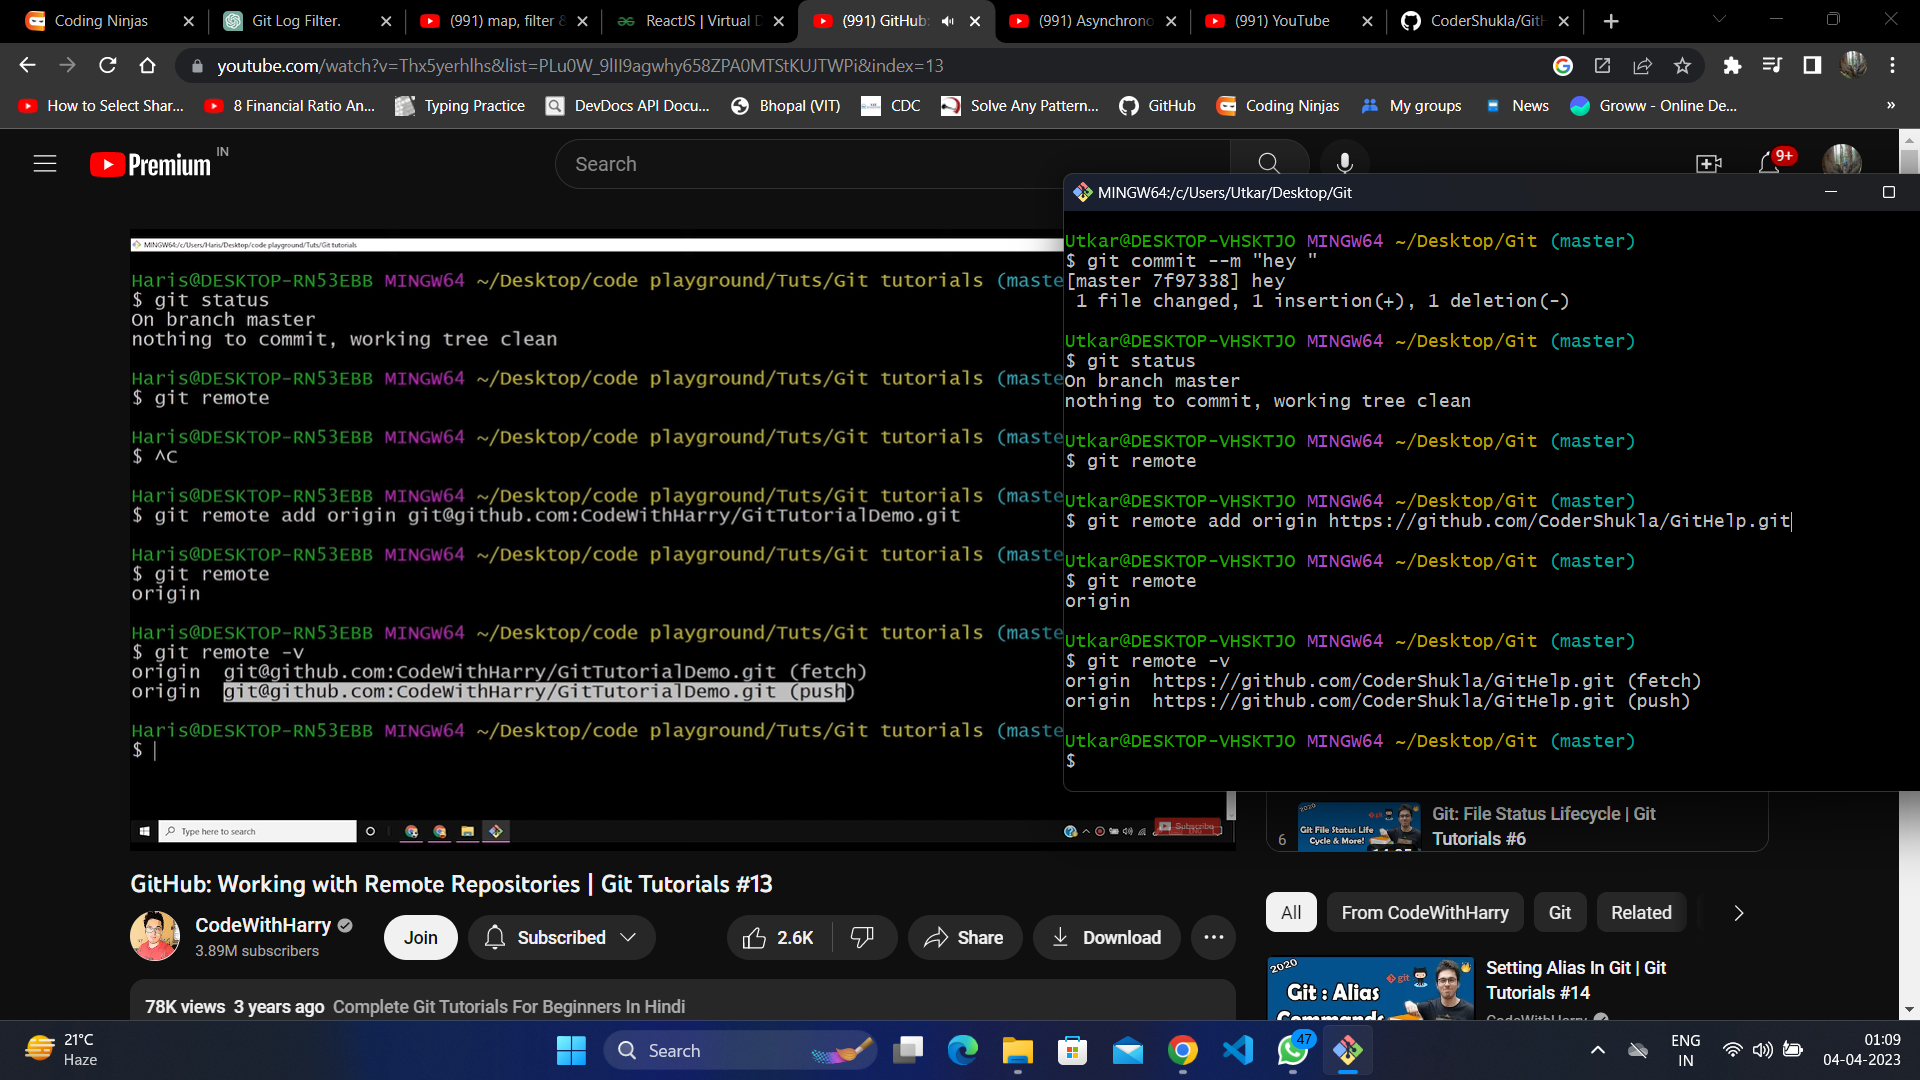 Coding Ninjas
Git Log Filter.
(991) map, filter &
ReactJS | Virtual D
(991) GitHub:
(991) Asynchrono
(991) YouTube
CoderShukla/GitH
youtube.com/watch?v=Thx5yerhlhs&list=PLu0W_9lII9agwhy658ZPA0MTStKUJTWPi&index=13
How to Select Shar...
8 Financial Ratio An...
Typing Practice
DevDocs API Docu...
Bhopal (VIT)
CDC
Solve Any Pattern...
GitHub
Coding Ninjas
My groups
News
Groww - Online De...
»
Premium IN
Search
9+
MINGW64:/c/Users/Haris/Desktop/code playground/Tuts/Git tutorials
Haris@DESKTOP-RN53EBB MINGW64 ~/Desktop/code playground/Tuts/Git tutorials (maste
$ git status
On branch master
nothing to commit, working tree clean
Haris@DESKTOP-RN53EBB MINGW64 ~/Desktop/code playground/Tuts/Git tutorials (maste
$ git remote
Haris@DESKTOP-RN53EBB MINGW64 ~/Desktop/code playground/Tuts/Git tutorials (maste
$ ^C
Haris@DESKTOP-RN53EBB MINGW64 ~/Desktop/code playground/Tuts/Git tutorials (maste
$ git remote add origin git@github.com:CodeWithHarry/GitTutorialDemo.git
Haris@DESKTOP-RN53EBB MINGW64 ~/Desktop/code playground/Tuts/Git tutorials (maste
$ git remote
origin
Haris@DESKTOP-RN53EBB MINGW64 ~/Desktop/code playground/Tuts/Git tutorials (maste
$ git remote -v
origin git@github.com:CodeWithHarry/GitTutorialDemo.git (fetch)
origin git@github.com:CodeWithHarry/GitTutorialDemo.git (push)
Haris@DESKTOP-RN53EBB MINGW64 ~/Desktop/code playground/Tuts/Git tutorials (maste
$
Type here to search
Subscribe
MINGW64:/c/Users/Utkar/Desktop/Git
Utkar@DESKTOP-VHSKTJO MINGW64 ~/Desktop/Git (master)
$ git commit --m "hey "
[master 7f97338] hey
1 file changed, 1 insertion(+), 1 deletion(-)
Utkar@DESKTOP-VHSKTJO MINGW64 ~/Desktop/Git (master)
$ git status
On branch master
nothing to commit, working tree clean
Utkar@DESKTOP-VHSKTJO MINGW64 ~/Desktop/Git (master)
$ git remote
Utkar@DESKTOP-VHSKTJO MINGW64 ~/Desktop/Git (master)
$ git remote add origin https://github.com/CoderShukla/GitHelp.git
Utkar@DESKTOP-VHSKTJO MINGW64 ~/Desktop/Git (master)
$ git remote
origin
Utkar@DESKTOP-VHSKTJO MINGW64 ~/Desktop/Git (master)
$ git remote -v
origin https://github.com/CoderShukla/GitHelp.git (fetch)
origin https://github.com/CoderShukla/GitHelp.git (push)
Utkar@DESKTOP-VHSKTJO MINGW64 ~/Desktop/Git (master)
$
6
2020
git
Git File Status Life
Cycle & More!
Git: File Status Lifecycle | Git
Tutorials #6
GitHub: Working with Remote Repositories | Git Tutorials #13
CodeWithHarry
3.89M subscribers
Join
Subscribed
2.6K
Share
Download
78K views 3 years ago Complete Git Tutorials For Beginners In Hindi
All
From CodeWithHarry
Git
Related
2020
git
Git : Alias
Commands
Setting Alias In Git | Git
Tutorials #14
CodeWithHarry
21°C
Haze
Search
47
ENG
IN
01:09
04-04-2023